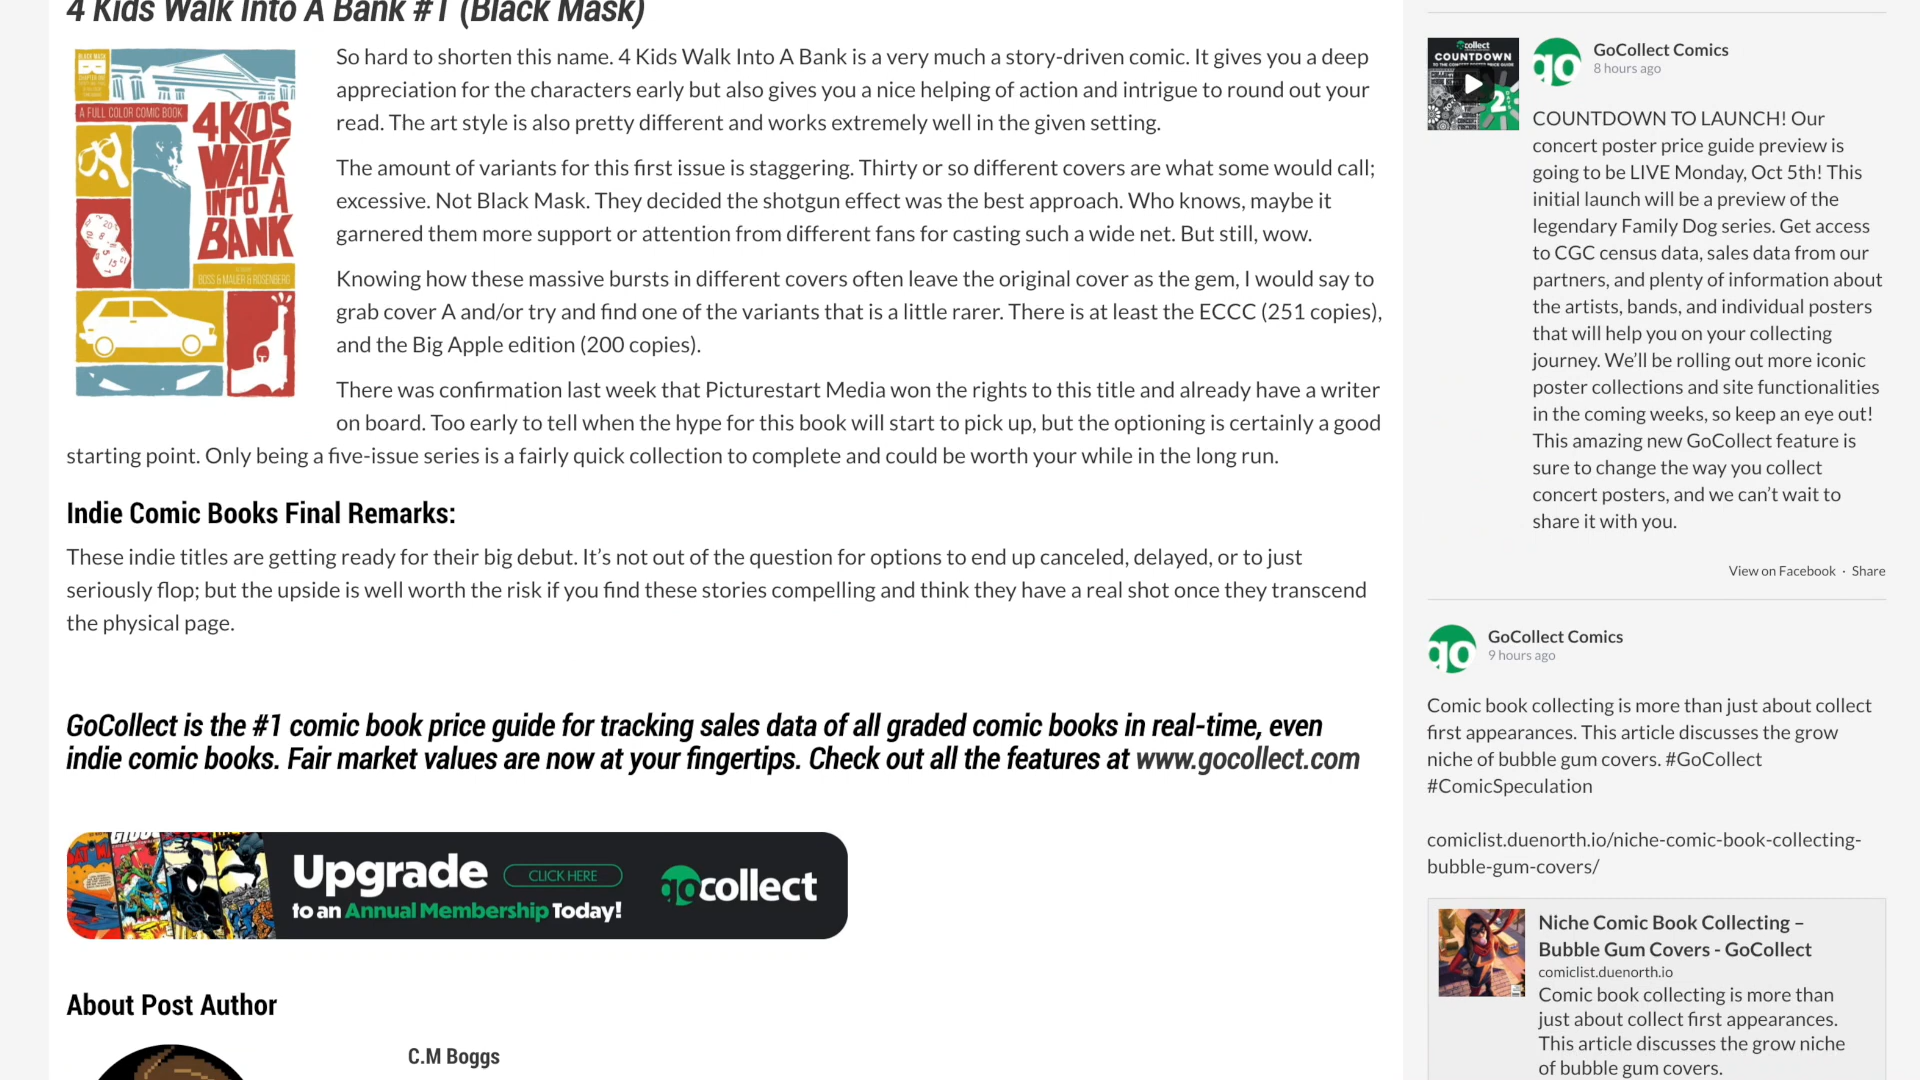 4 Kids Walk Into A Bank #1 (Black Mask)
So hard to shorten this name. 4 Kids Walk Into A Bank is a very much a story-driven comic. It gives you a deep
appreciation for the characters early but also gives you a nice helping of action and intrigue to round out your
read. The art style is also pretty different and works extremely well in the given setting.
The amount of variants for this first issue is staggering. Thirty or so different covers are what some would call;
excessive. Not Black Mask. They decided the shotgun effect was the best approach. Who knows, maybe it
garnered them more support or attention from different fans for casting such a wide net. But still, wow.
Knowing how these massive bursts in different covers often leave the original cover as the gem, I would say to
grab cover A and/or try and find one of the variants that is a little rarer. There is at least the ECCC (251 copies),
and the Big Apple edition (200 copies).
There was confirmation last week that Picturestart Media won the rights to this title and already have a writer
on board. Too early to tell when the hype for this book will start to pick up, but the optioning is certainly a good
starting point. Only being a five-issue series is a fairly quick collection to complete and could be worth your while in the long run.
A FULL COLOR COMIC BOOK
4 KIDS
WALK
INTO A
BANK
BOSS & MAUER & ROSENBERG
Indie Comic Books Final Remarks:
These indie titles are getting ready for their big debut. It’s not out of the question for options to end up canceled, delayed, or to just
seriously flop; but the upside is well worth the risk if you find these stories compelling and think they have a real shot once they transcend
the physical page.
GoCollect is the #1 comic book price guide for tracking sales data of all graded comic books in real-time, even
indie comic books. Fair market values are now at your fingertips. Check out all the features at www.gocollect.com
Upgrade CLICK HERE
to an Annual Membership Today!
gocollect
About Post Author
C.M Boggs
collect
COUNTDOWN
2
go
GoCollect Comics
8 hours ago
COUNTDOWN TO LAUNCH! Our
concert poster price guide preview is
going to be LIVE Monday, Oct 5th! This
initial launch will be a preview of the
legendary Family Dog series. Get access
to CGC census data, sales data from our
partners, and plenty of information about
the artists, bands, and individual posters
that will help you on your collecting
journey. We’ll be rolling out more iconic
poster collections and site functionalities
in the coming weeks, so keep an eye out!
This amazing new GoCollect feature is
sure to change the way you collect
concert posters, and we can’t wait to
share it with you.
View on Facebook · Share
go
GoCollect Comics
9 hours ago
Comic book collecting is more than just about collect
first appearances. This article discusses the grow
niche of bubble gum covers. #GoCollect
#ComicSpeculation
comiclist.duenorth.io/niche-comic-book-collecting-
bubble-gum-covers/
Niche Comic Book Collecting –
Bubble Gum Covers - GoCollect
comiclist.duenorth.io
Comic book collecting is more than
just about collect first appearances.
This article discusses the grow niche
of bubble gum covers.